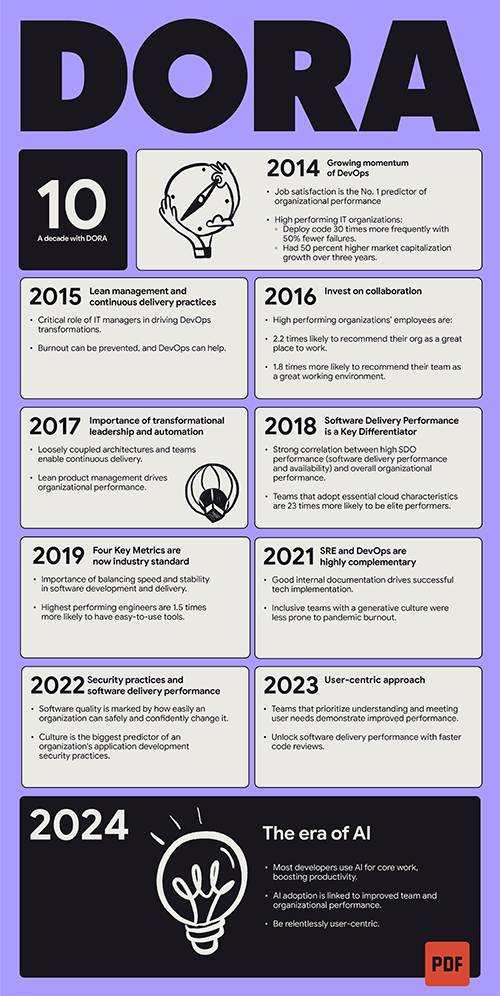 DORA
10
A decade with DORA
2014
Growing momentum
of DevOps
• Job satisfaction is the No. 1 predictor of
organizational performance
• High performing IT organizations:
◦ Deploy code 30 times more frequently with
50% fewer failures.
◦ Had 50 percent higher market capitalization
growth over three years.
2015
Lean management and
continuous delivery practices
• Critical role of IT managers in driving DevOps
transformations.
• Burnout can be prevented, and DevOps can help.
2016
Invest on collaboration
• High performing organizations' employees are:
• 2.2 times likely to recommend their org as a great
place to work.
• 1.8 times more likely to recommend their team as
a great working environment.
2017
Importance of transformational
leadership and automation
• Loosely coupled architectures and teams
enable continuous delivery.
• Lean product management drives
organizational performance.
2018
Software Delivery Performance
is a Key Differentiator
• Strong correlation between high SDO
performance (software delivery performance
and availability) and overall organizational
performance.
• Teams that adopt essential cloud characteristics
are 23 times more likely to be elite performers.
2019
Four Key Metrics are
now industry standard
• Importance of balancing speed and stability
in software development and delivery.
• Highest performing engineers are 1.5 times
more likely to have easy-to-use tools.
2021
SRE and DevOps are
highly complementary
• Good internal documentation drives successful
tech implementation.
• Inclusive teams with a generative culture were
less prone to pandemic burnout.
2022
Security practices and
software delivery performance
• Software quality is marked by how easily an
organization can safely and confidently change it.
• Culture is the biggest predictor of an
organization's application development
security practices.
2023
User-centric approach
• Teams that prioritize understanding and meeting
user needs demonstrate improved performance.
• Unlock software delivery performance with faster
code reviews.
2024
The era of AI
• Most developers use AI for core work,
boosting productivity.
• AI adoption is linked to improved team and
organizational performance.
• Be relentlessly user-centric.
PDF